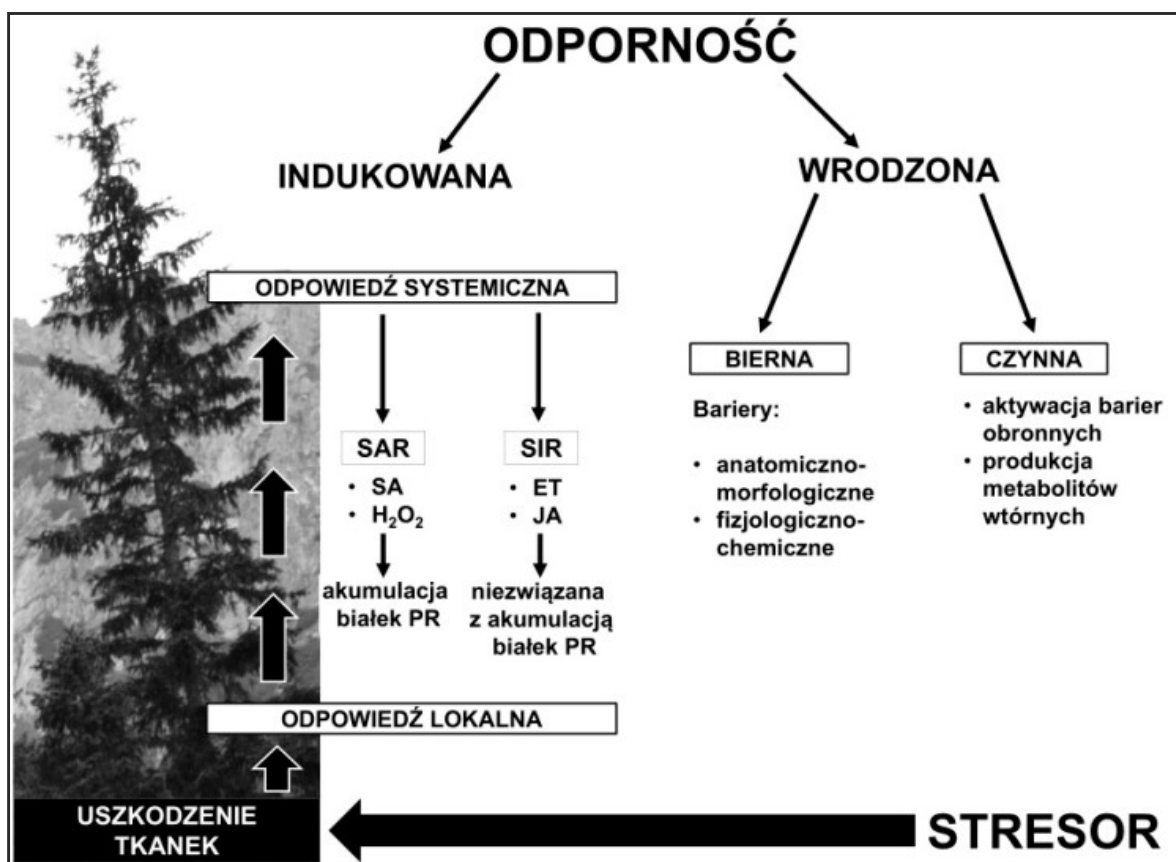 ODPORNOŚĆ
INDUKOWANA
WRODZONA
ODPOWIEDŹ SYSTEMICZNA
SAR
• SA
• H₂O₂
akumulacja
białek PR
SIR
• ET
• JA
niezwiązana
z akumulacją
białek PR
BIERNA
Bariery:
• anatomiczno-
morfologiczne
• fizjologiczno-
chemiczne
CZYNNA
• aktywacja barier
obronnych
• produkcja
metabolitów
wtórnych
ODPOWIEDŹ LOKALNA
USZKODZENIE
TKANEK
STRESOR